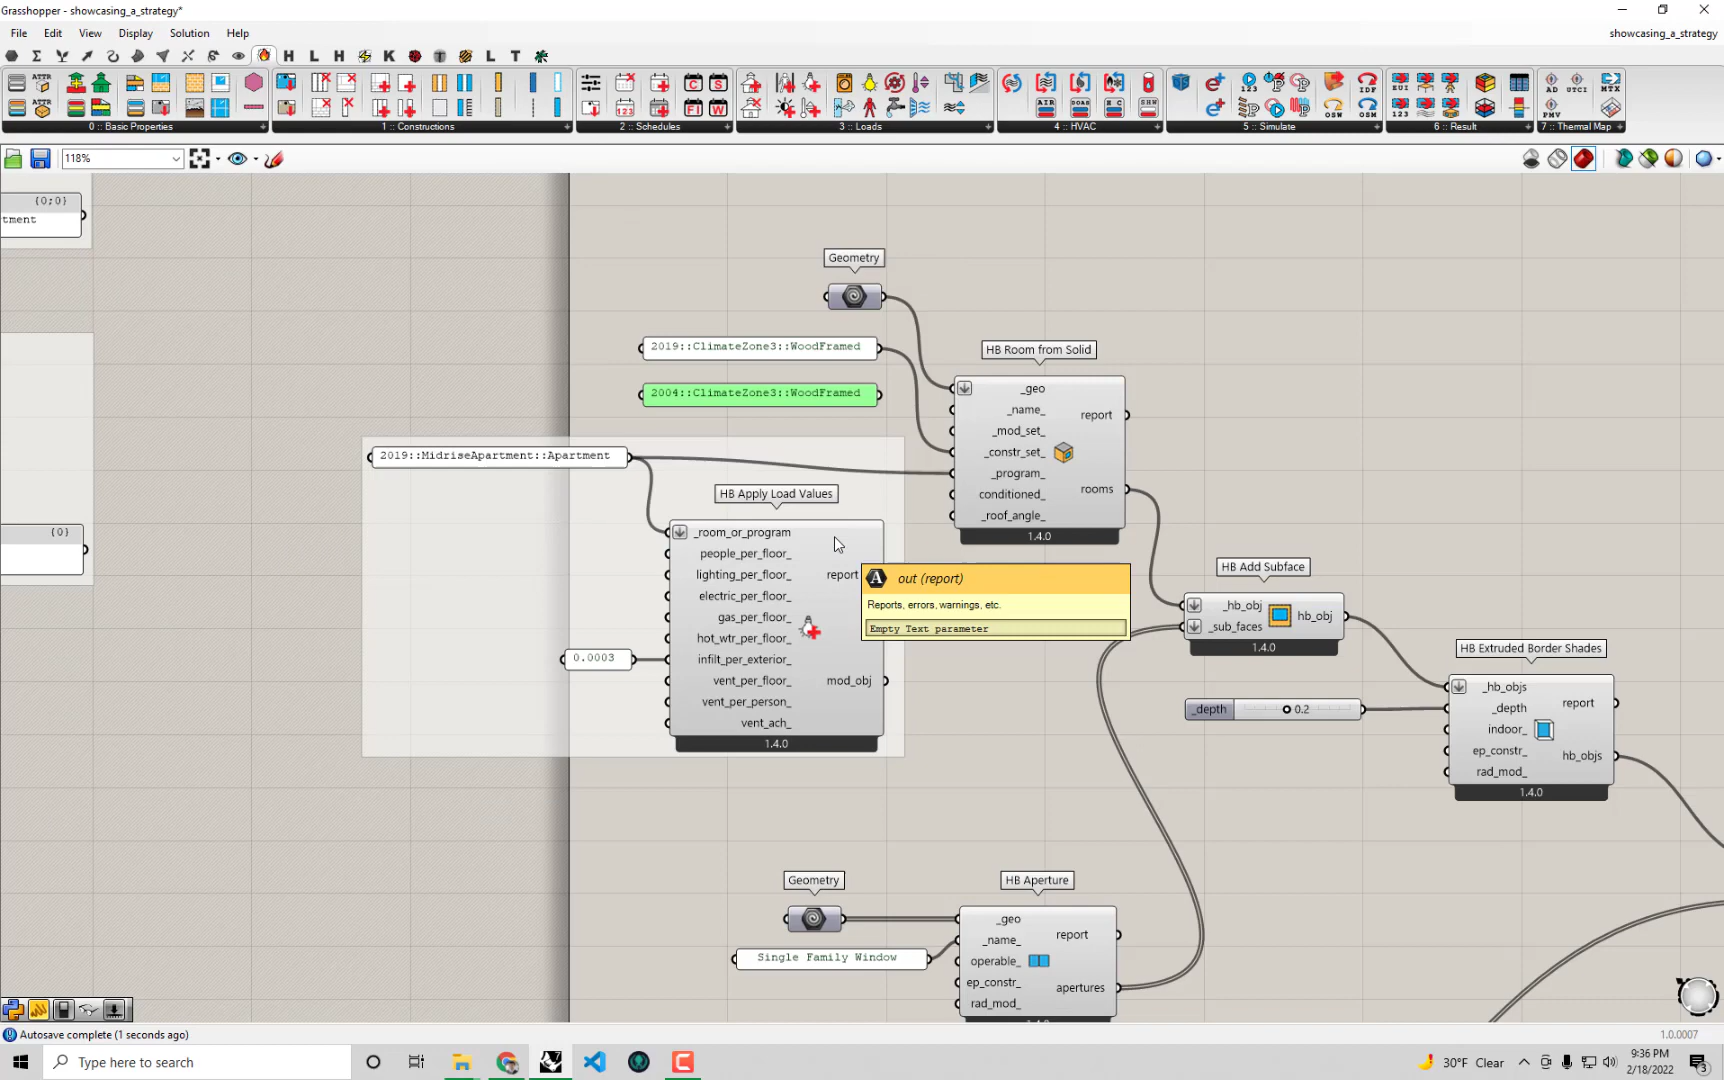 Grasshopper - showcasing_a_strategy*
File Edit View Display Solution Help
showcasing_a_strategy*
0 :: Basic Properties
1 :: Constructions
2 :: Schedules
3 :: Loads
4 :: HVAC
5 :: Simulate
6 :: Result
7 :: Thermal Map
118%
{0;0}
tment
{0}
Geometry
2019::ClimateZone3::WoodFramed
2004::ClimateZone3::WoodFramed
HB Room from Solid
_geo
_name_
_mod_set_
_constr_set_
_program_
conditioned_
_roof_angle_
report
rooms
1.4.0
2019::MidriseApartment::Apartment
HB Apply Load Values
_room_or_program
people_per_floor_
lighting_per_floor_
electric_per_floor_
gas_per_floor_
hot_wtr_per_floor_
infilt_per_exterior_
vent_per_floor_
vent_per_person_
vent_ach_
report
mod_obj
1.4.0
0.0003
A out (report)
Reports, errors, warnings, etc.
Empty Text parameter
HB Add Subface
_hb_obj
_sub_faces
hb_obj
1.4.0
_depth
0.2
HB Extruded Border Shades
_hb_objs
_depth
indoor_
ep_constr_
rad_mod_
report
hb_objs
1.4.0
Geometry
Single Family Window
HB Aperture
_geo
_name_
operable_
ep_constr_
rad_mod_
report
apertures
Autosave complete (1 seconds ago)
1.0.0007
Type here to search
30°F Clear
9:36 PM
2/18/2022
3